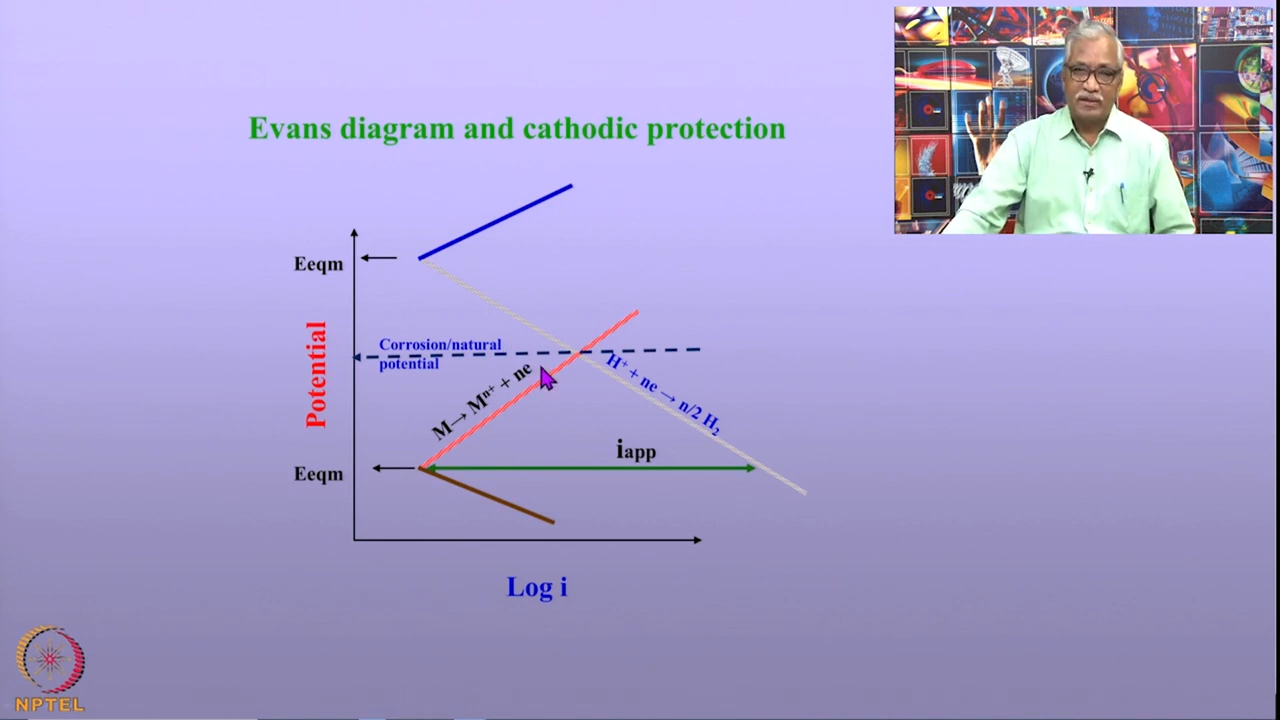 Evans diagram and cathodic protection
Eeqm
Corrosion/natural
potential
Potential
M→ Mⁿ⁺ + ne
H⁺ + ne → n/2 H₂
iapp
Eeqm
Log i
NPTEL